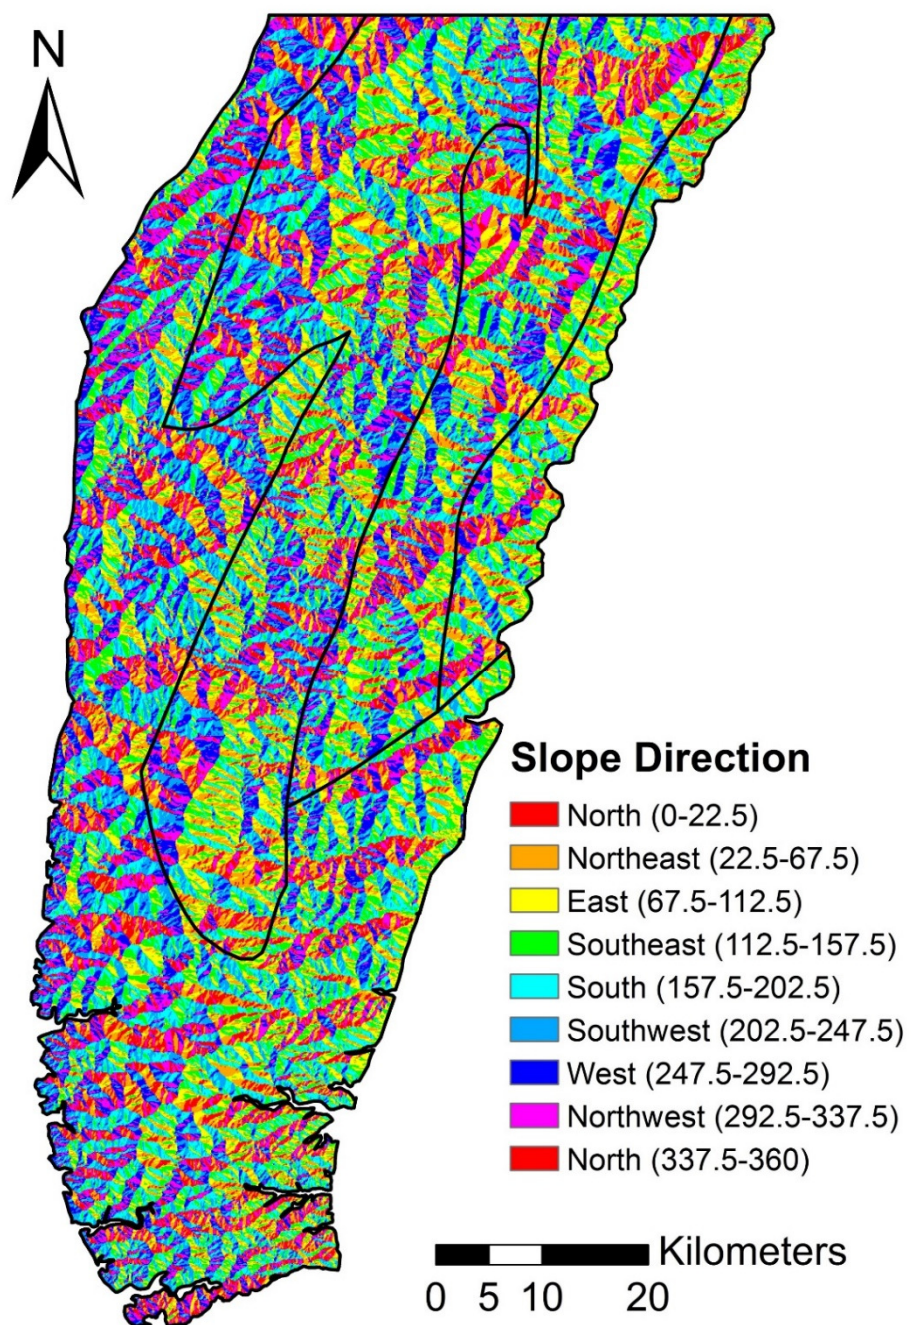 N
Slope Direction
North (0-22.5)
Northeast (22.5-67.5)
East (67.5-112.5)
Southeast (112.5-157.5)
South (157.5-202.5)
Southwest (202.5-247.5)
West (247.5-292.5)
Northwest (292.5-337.5)
North (337.5-360)
Kilometers
0 5 10 20